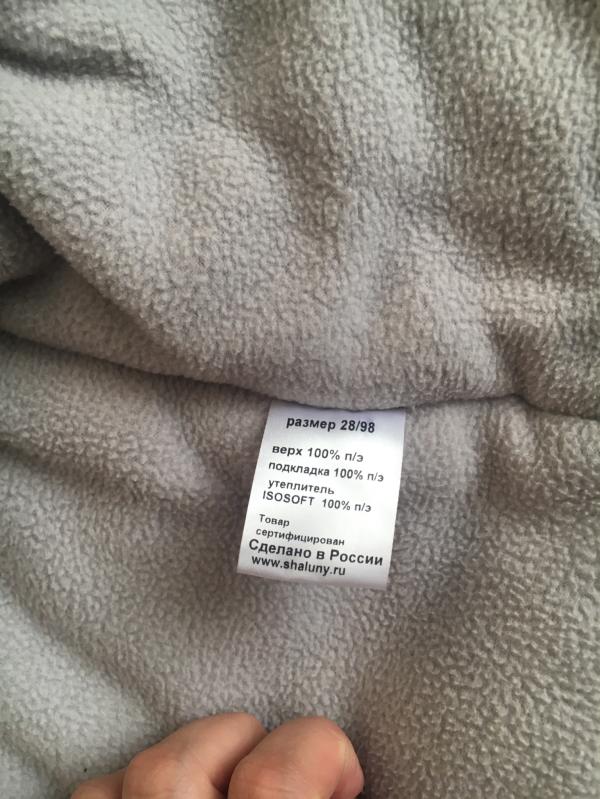 размер 28/98
верх 100% п/э
подкладка 100% п/э
утеплитель
ISOSOFT 100% п/э
Товар
сертифицирован
Сделано в России
www.shaluny.ru